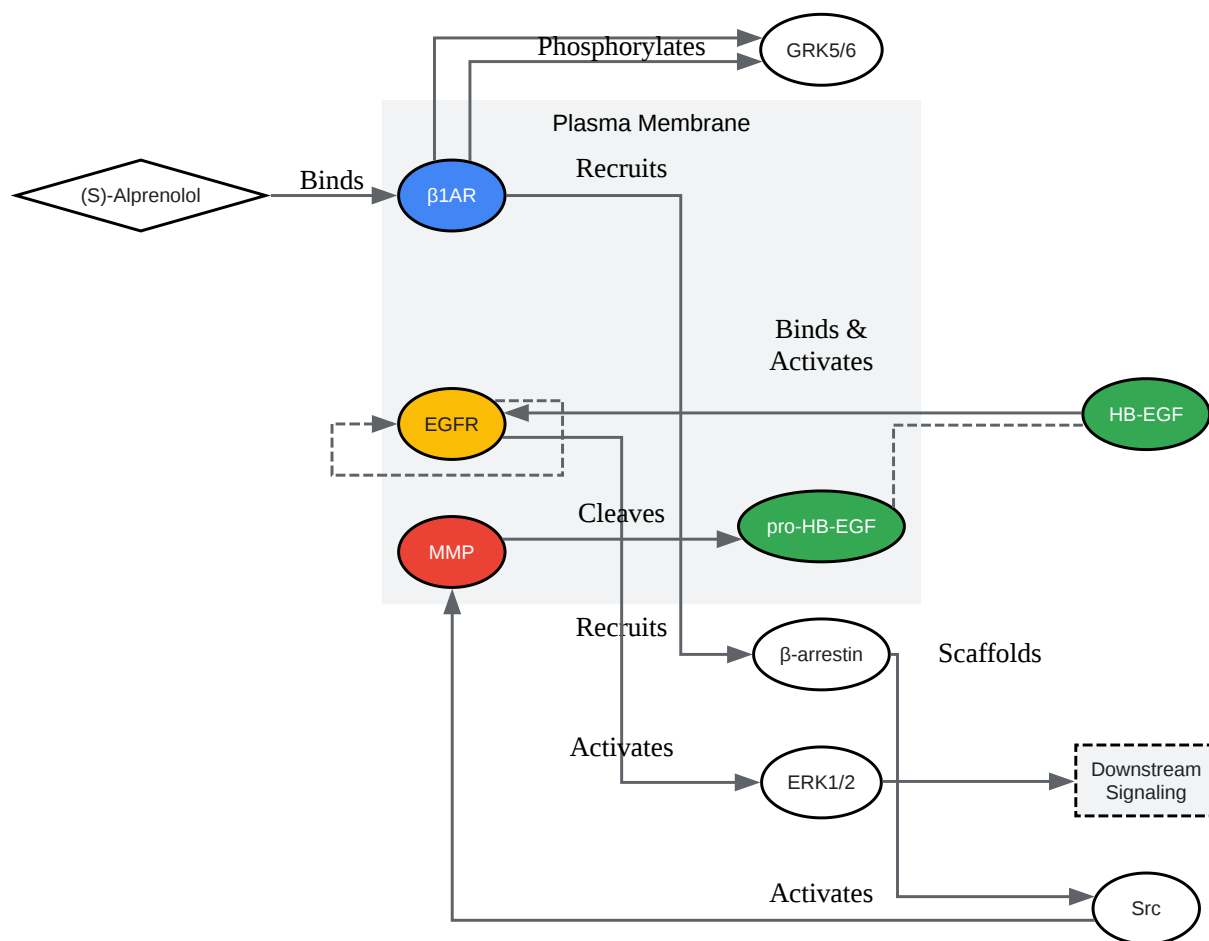 Phosphorylates
GRK5/6
Plasma Membrane
Recruits
(S)-Alprenolol
Binds
β1AR
Binds &
Activates
EGFR
HB-EGF
Cleaves
pro-HB-EGF
MMP
Recruits
β-arrestin
Scaffolds
Activates
ERK1/2
Downstream
Signaling
Activates
Src